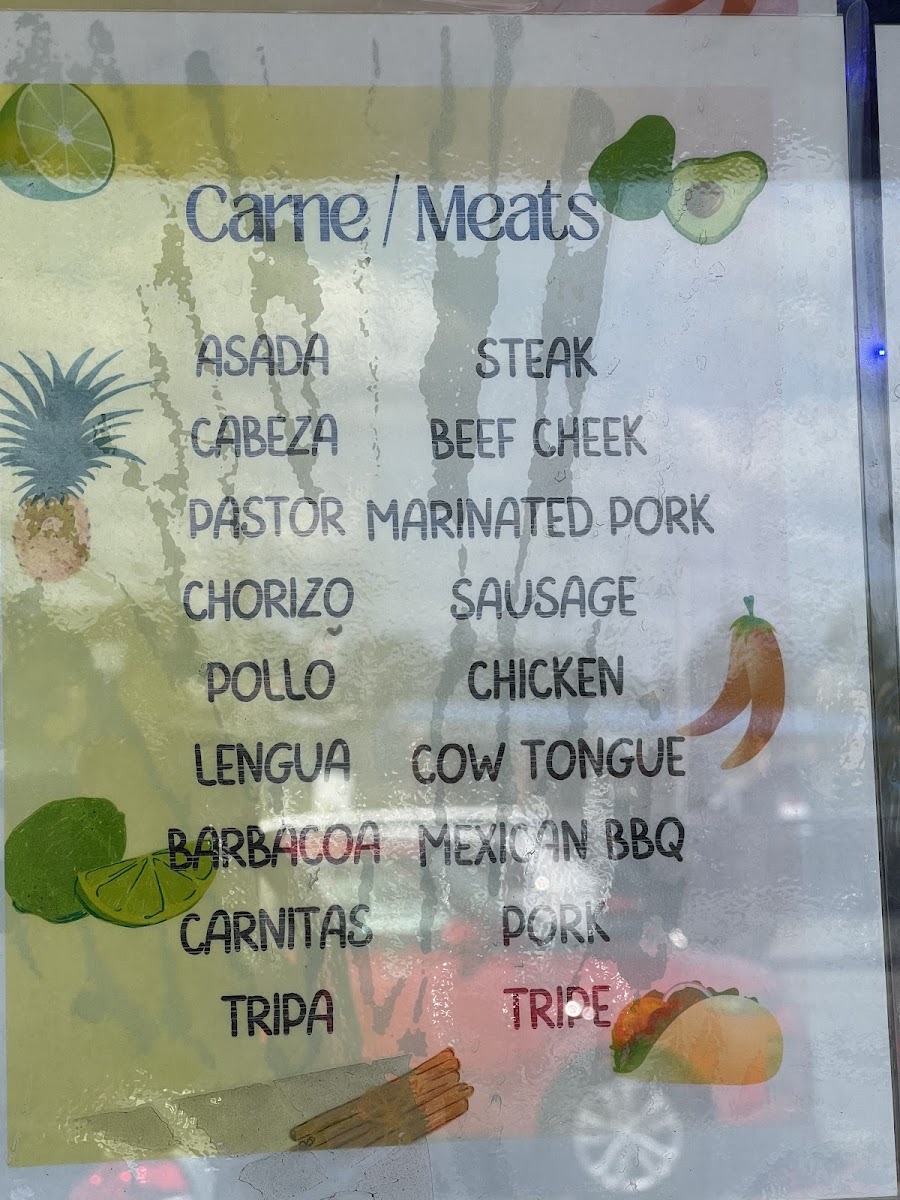 Carne / Meats
ASADA STEAK
CABEZA BEEF CHEEK
PASTOR MARINATED PORK
CHORIZO SAUSAGE
POLLO CHICKEN
LENGUA COW TONGUE
BARBACOA MEXICAN BBQ
CARNITAS PORK
TRIPA TRIPE